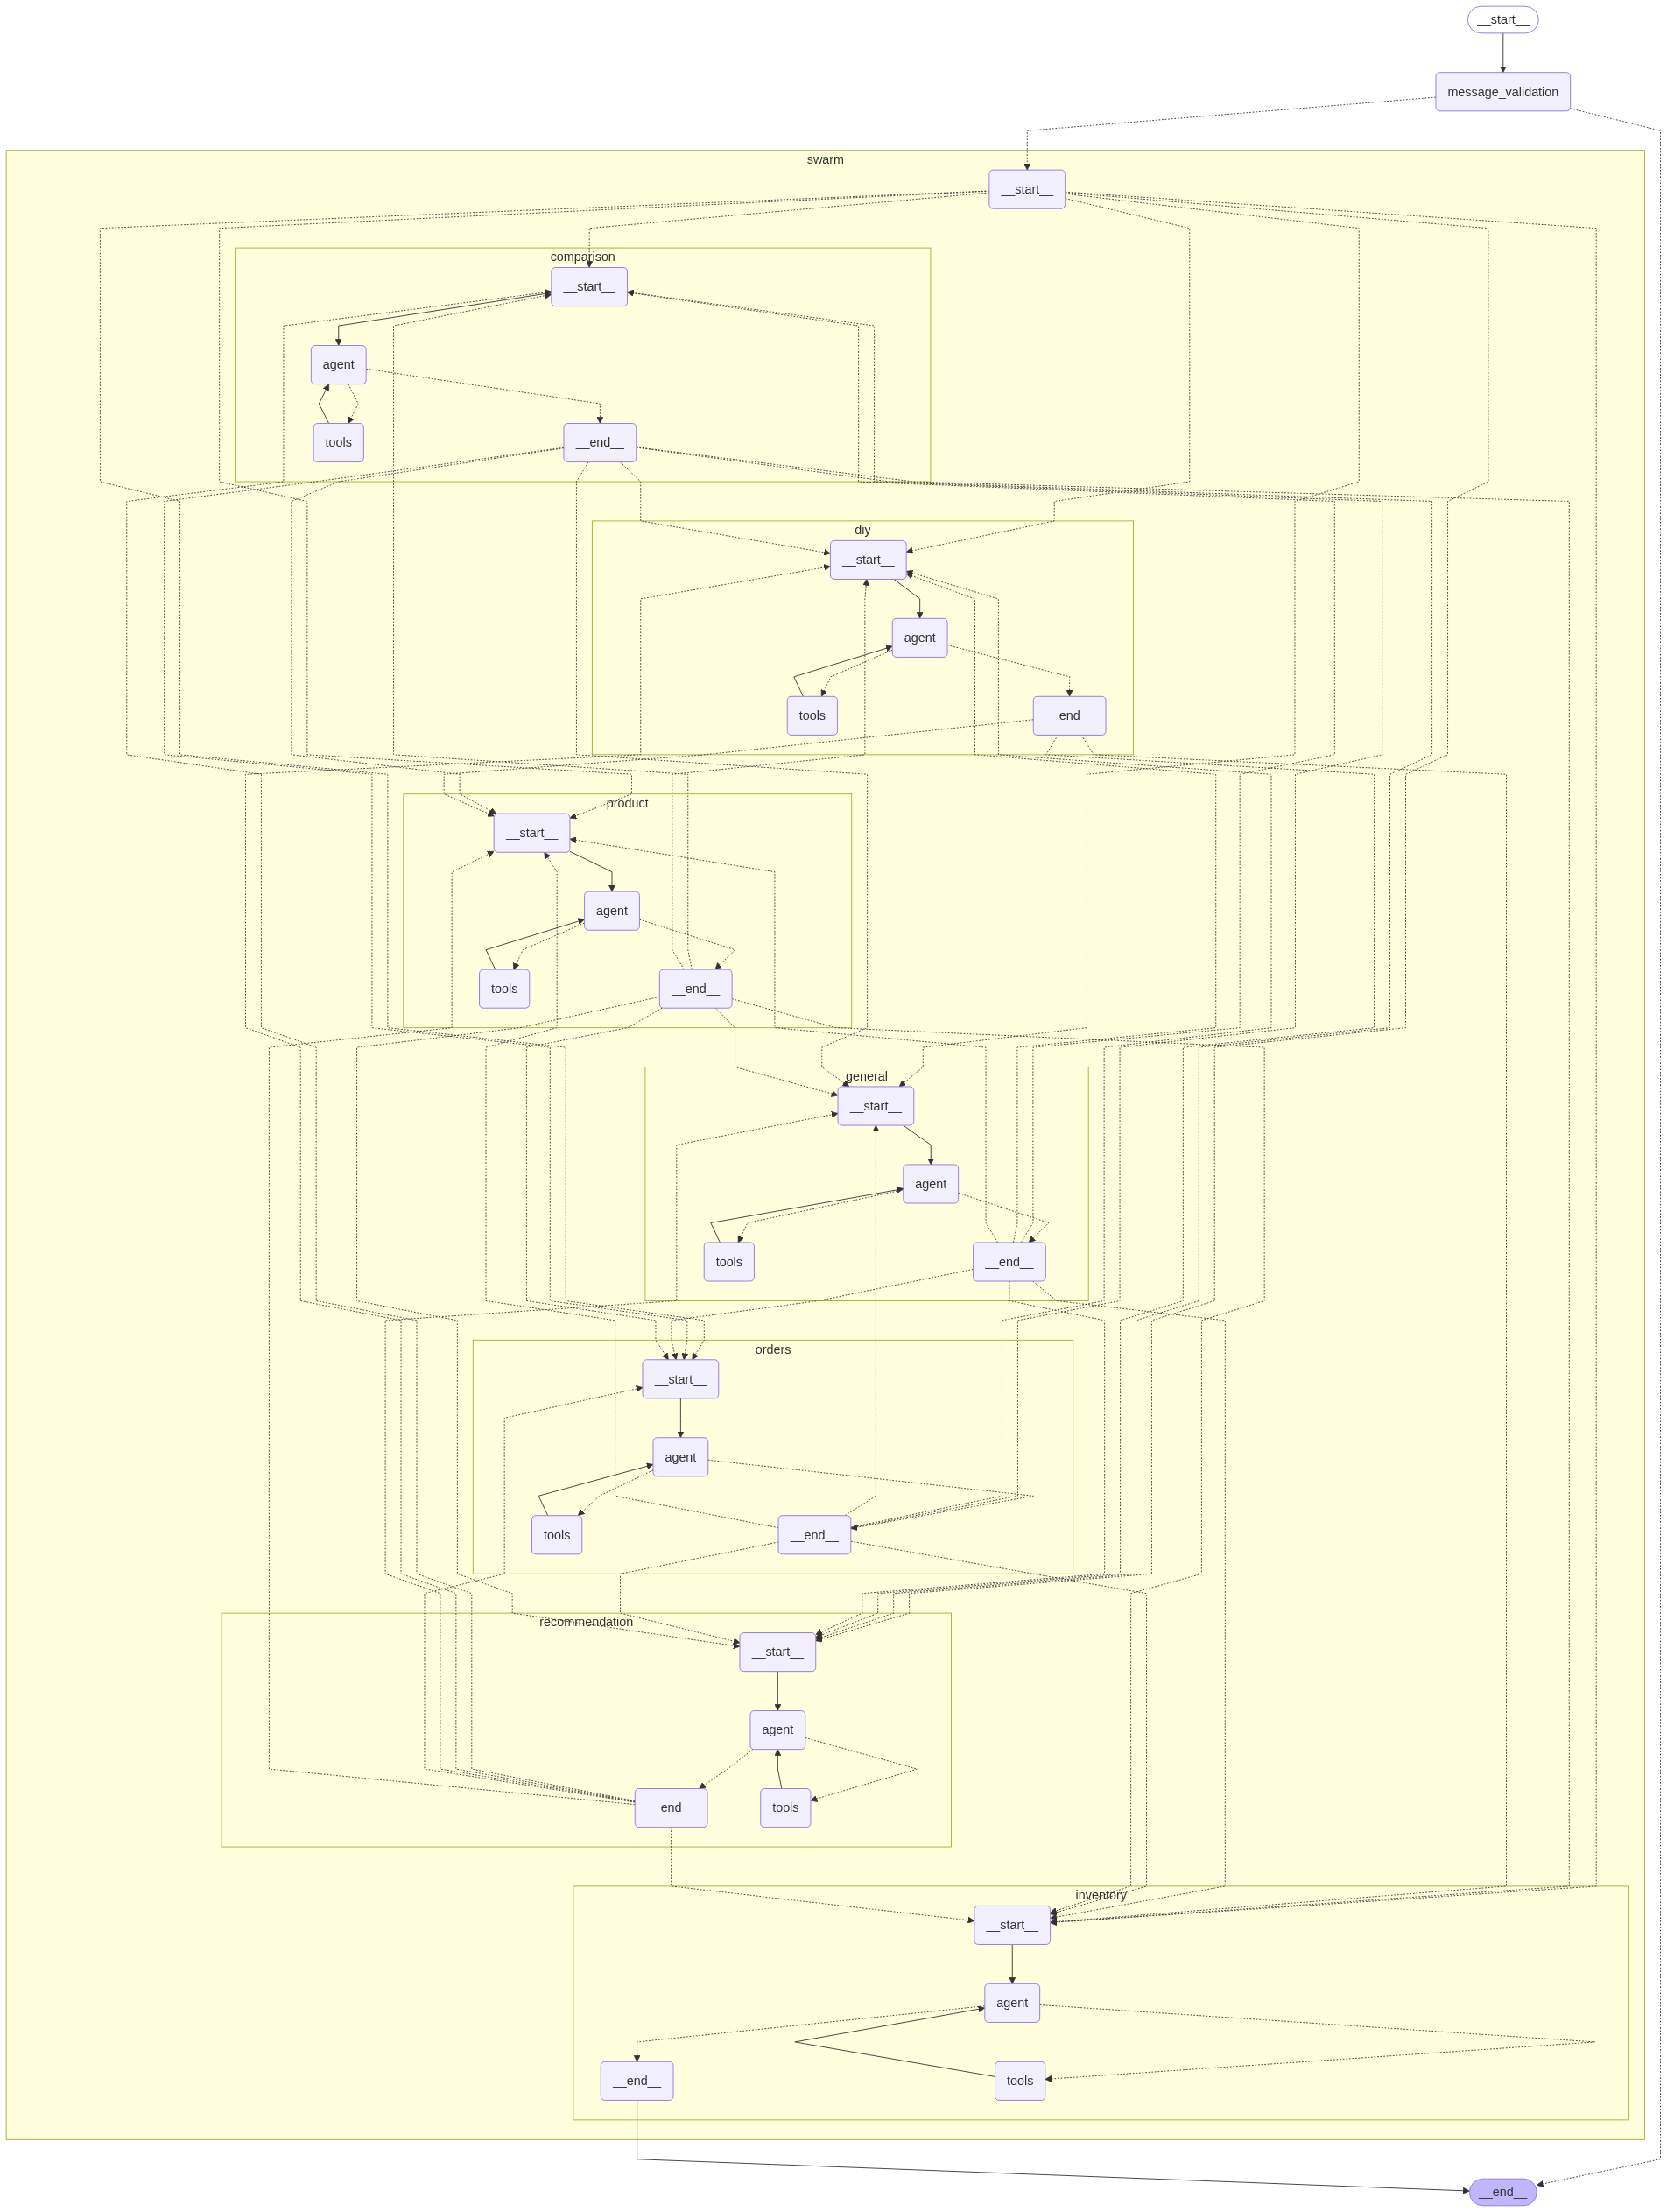 __start__
message_validation
swarm
__start__
comparison
__start__
agent
tools
__end__
diy
__start__
agent
tools
__end__
product
__start__
agent
tools
__end__
general
__start__
agent
tools
__end__
orders
__start__
agent
tools
__end__
recommendation
__start__
agent
__end__
tools
inventory
__start__
agent
__end__
tools
__end__